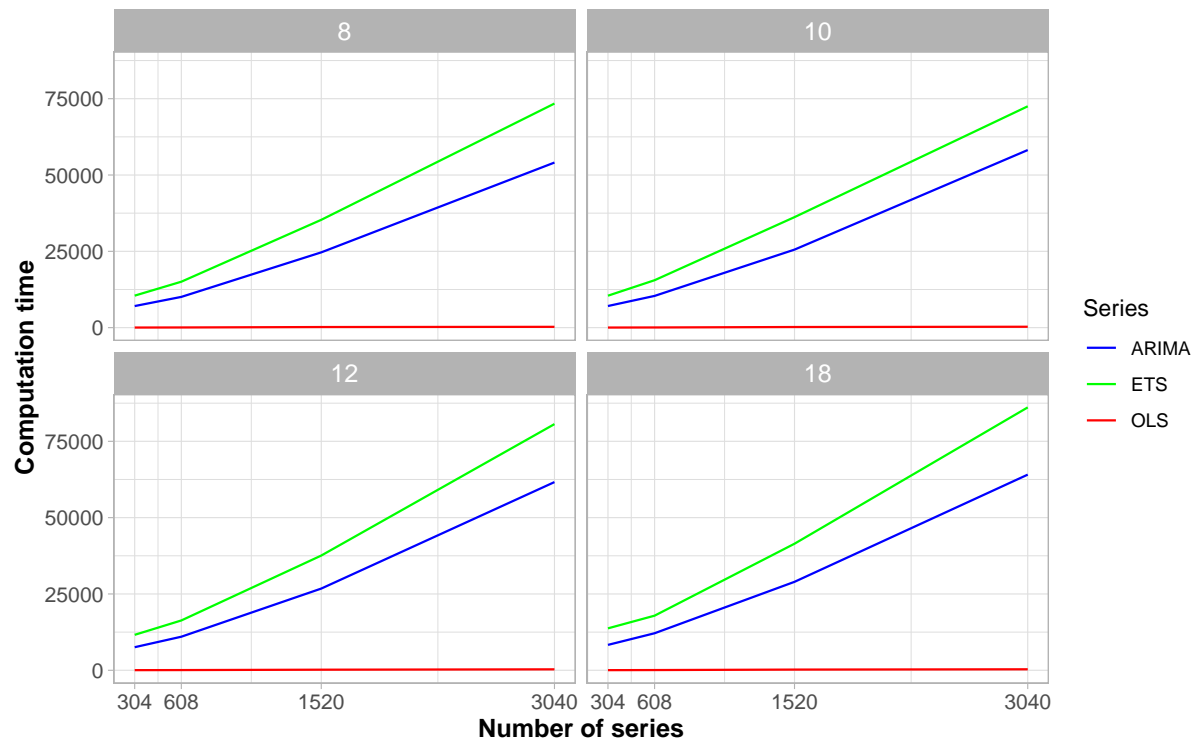 8 10
75000
50000
25000
0
12 18
75000
50000
25000
0
304 608 1520 3040 304 608 1520 3040
Number of series
Computation time
Series
ARIMA
ETS
OLS